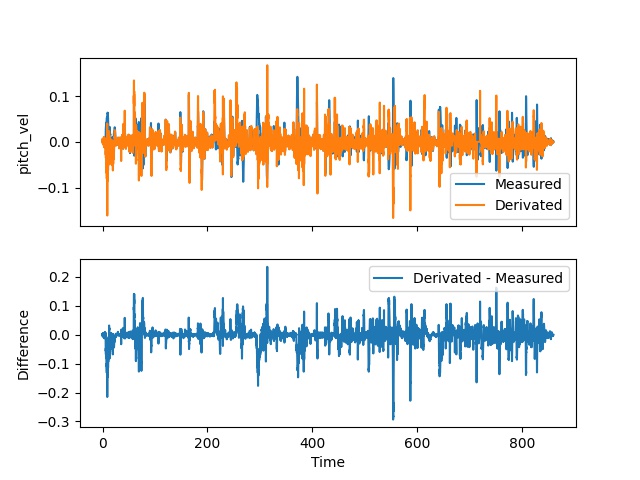 pitch_vel
0.1
0.0
−0.1
Measured
Derivated
Difference
0.2
0.1
0.0
−0.1
−0.2
−0.3
Derivated - Measured
0 200 400 600 800
Time